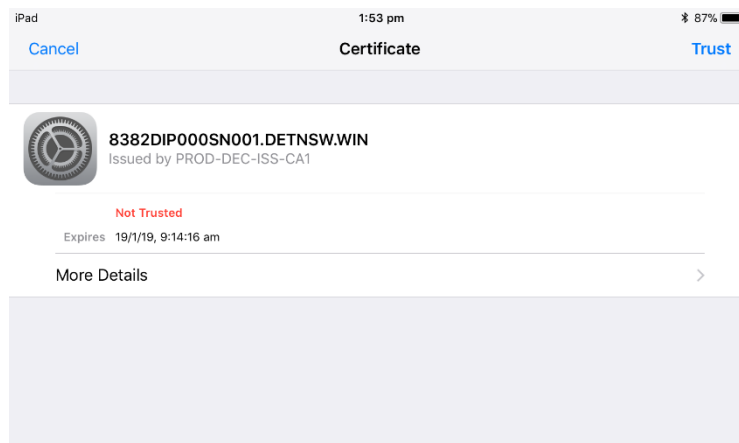 iPad 1:53 pm 87%
Cancel Certificate Trust
8382DIP000SN001.DETNSW.WIN
Issued by PROD-DEC-ISS-CA1
Not Trusted
Expires 19/1/19, 9:14:16 am
More Details